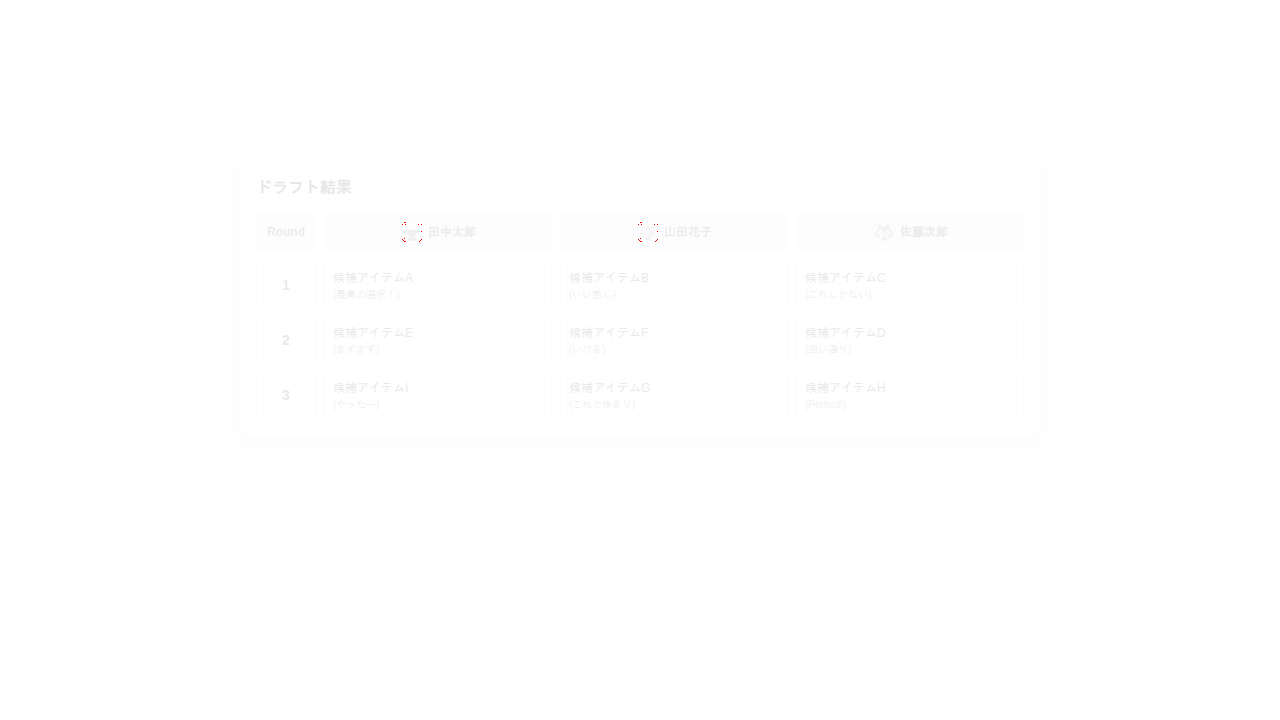 ドラフト結果
Round 田中太郎 山田花子 佐藤次郎
1 候補アイテムA 候補アイテムB 候補アイテムC
(最高の選択！) (いい感じ) (これしかない)
2 候補アイテムE 候補アイテムF 候補アイテムD
(まずまず) (いける) (狙い通り)
3 候補アイテムI 候補アイテムG 候補アイテムH
(やったー) (これで決まり) (Perfect!)